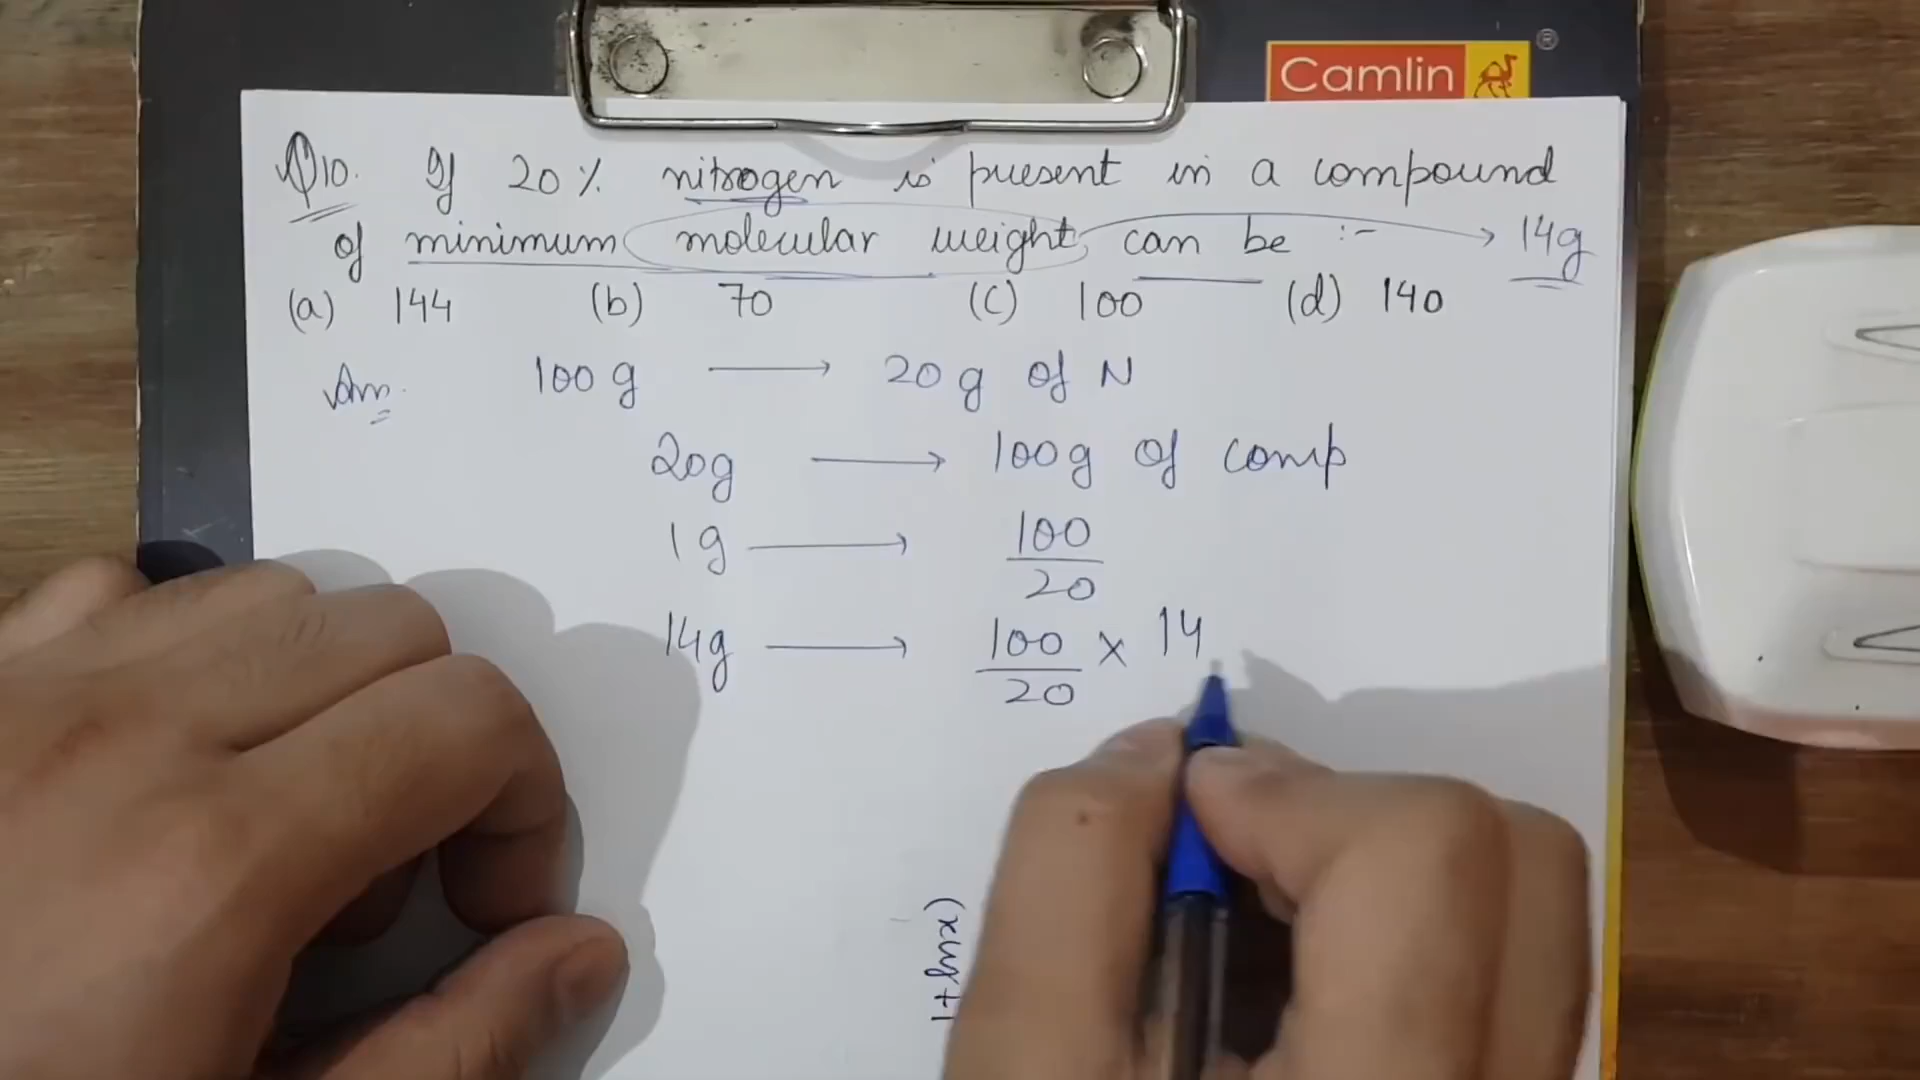 Camlin ®
Q10. If 20% nitrogen is present in a compound
of minimum molecular weight can be :- → 14g
(a) 144 (b) 70 (c) 100 (d) 140
Ans. 100 g → 20 g of N
20g → 100g of comp
1g → 100/20
14g → 100/20 × 14